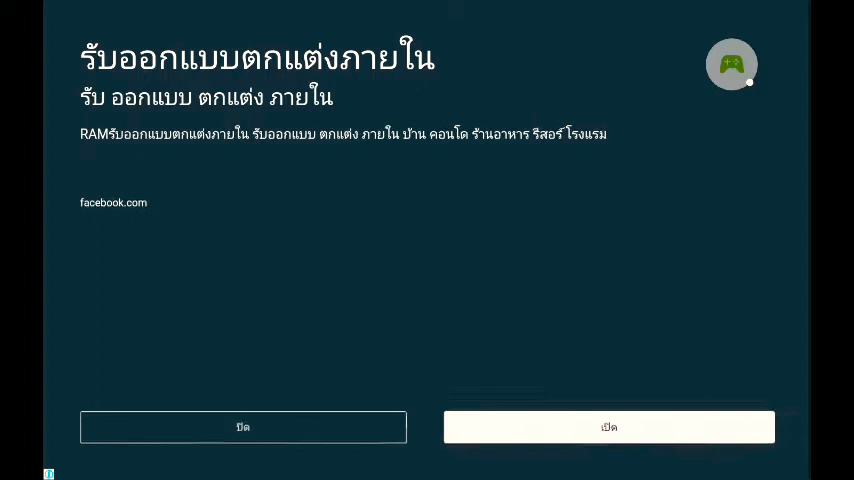 รับออกแบบตกแต่งภายใน
รับ ออกแบบ ตกแต่ง ภายใน
RAMรับออกแบบตกแต่งภายใน รับออกแบบ ตกแต่ง ภายใน บ้าน คอนโด ร้านอาหาร รีสอร์ โรงแรม
facebook.com
ปิด
เปิด